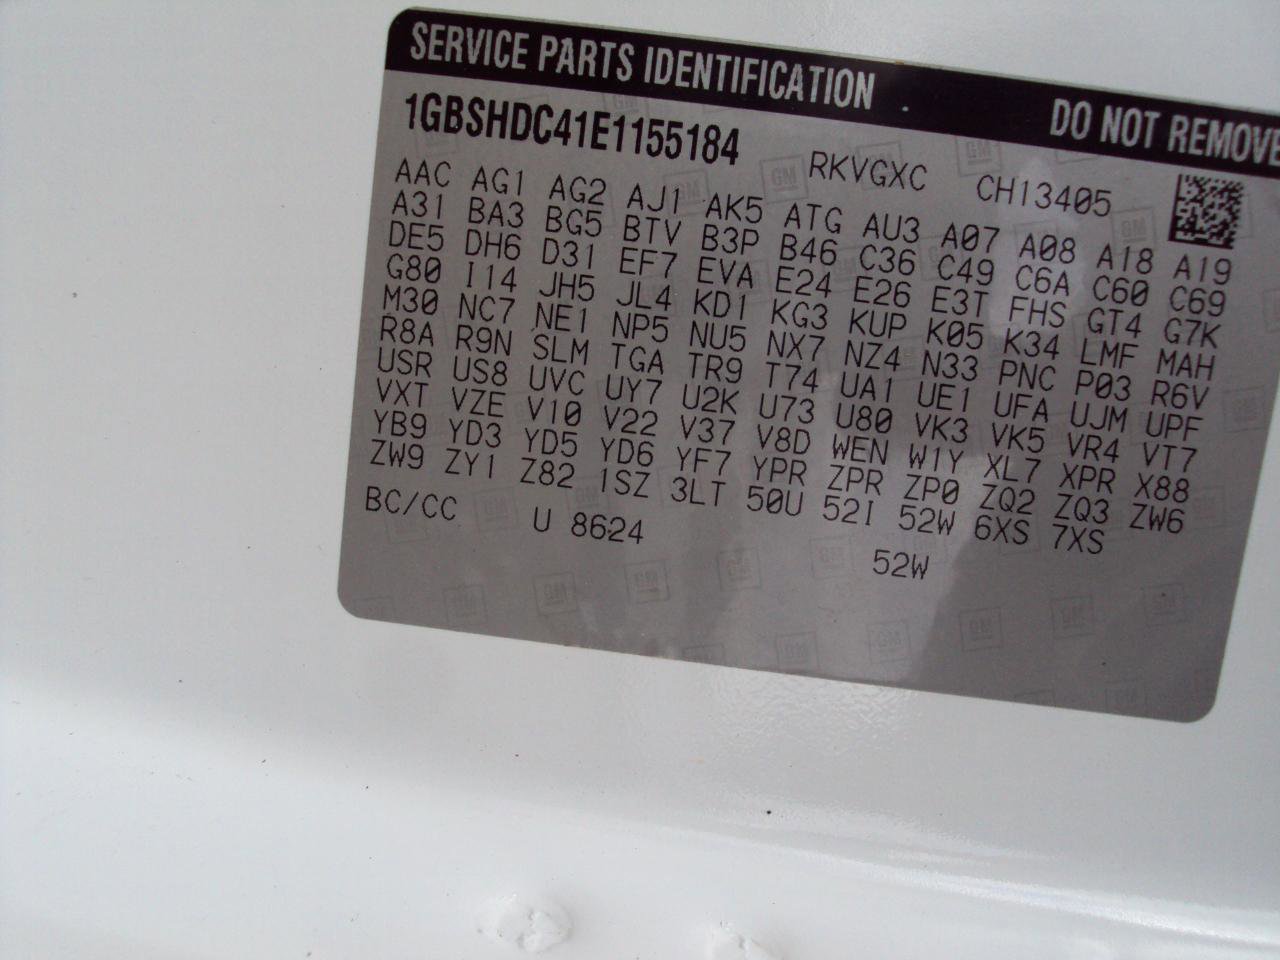 SERVICE PARTS IDENTIFICATION DO NOT REMOVE
1GBSHDC41E1155184 RKVGXC CH13405
AAC AG1 AG2 AJ1 AK5 ATG AU3 A07 A08 A18 A19
A31 BA3 BG5 BTV B3P B46 C36 C49 C6A C60 C69
DE5 DH6 D31 EF7 EVA E24 E26 E3T FHS GT4 G7K
G80 I14 JH5 JL4 KD1 KG3 KUP K05 K34 LMF MAH
M30 NC7 NE1 NP5 NU5 NX7 NZ4 N33 PNC P03 R6V
R8A R9N SLM TGA TR9 T74 UA1 UE1 UFA UJM UPF
USR US8 UVC UY7 U2K U73 U80 VK3 VK5 VR4 VT7
VXT VZE V10 V22 V37 V8D WEN W1Y XL7 XPR X88
YB9 YD3 YD5 YD6 YF7 YPR ZPR ZP0 ZQ2 ZQ3 ZW6
ZW9 ZY1 Z82 1SZ 3LT 50U 52I 52W 6XS 7XS
BC/CC U 8624 52W